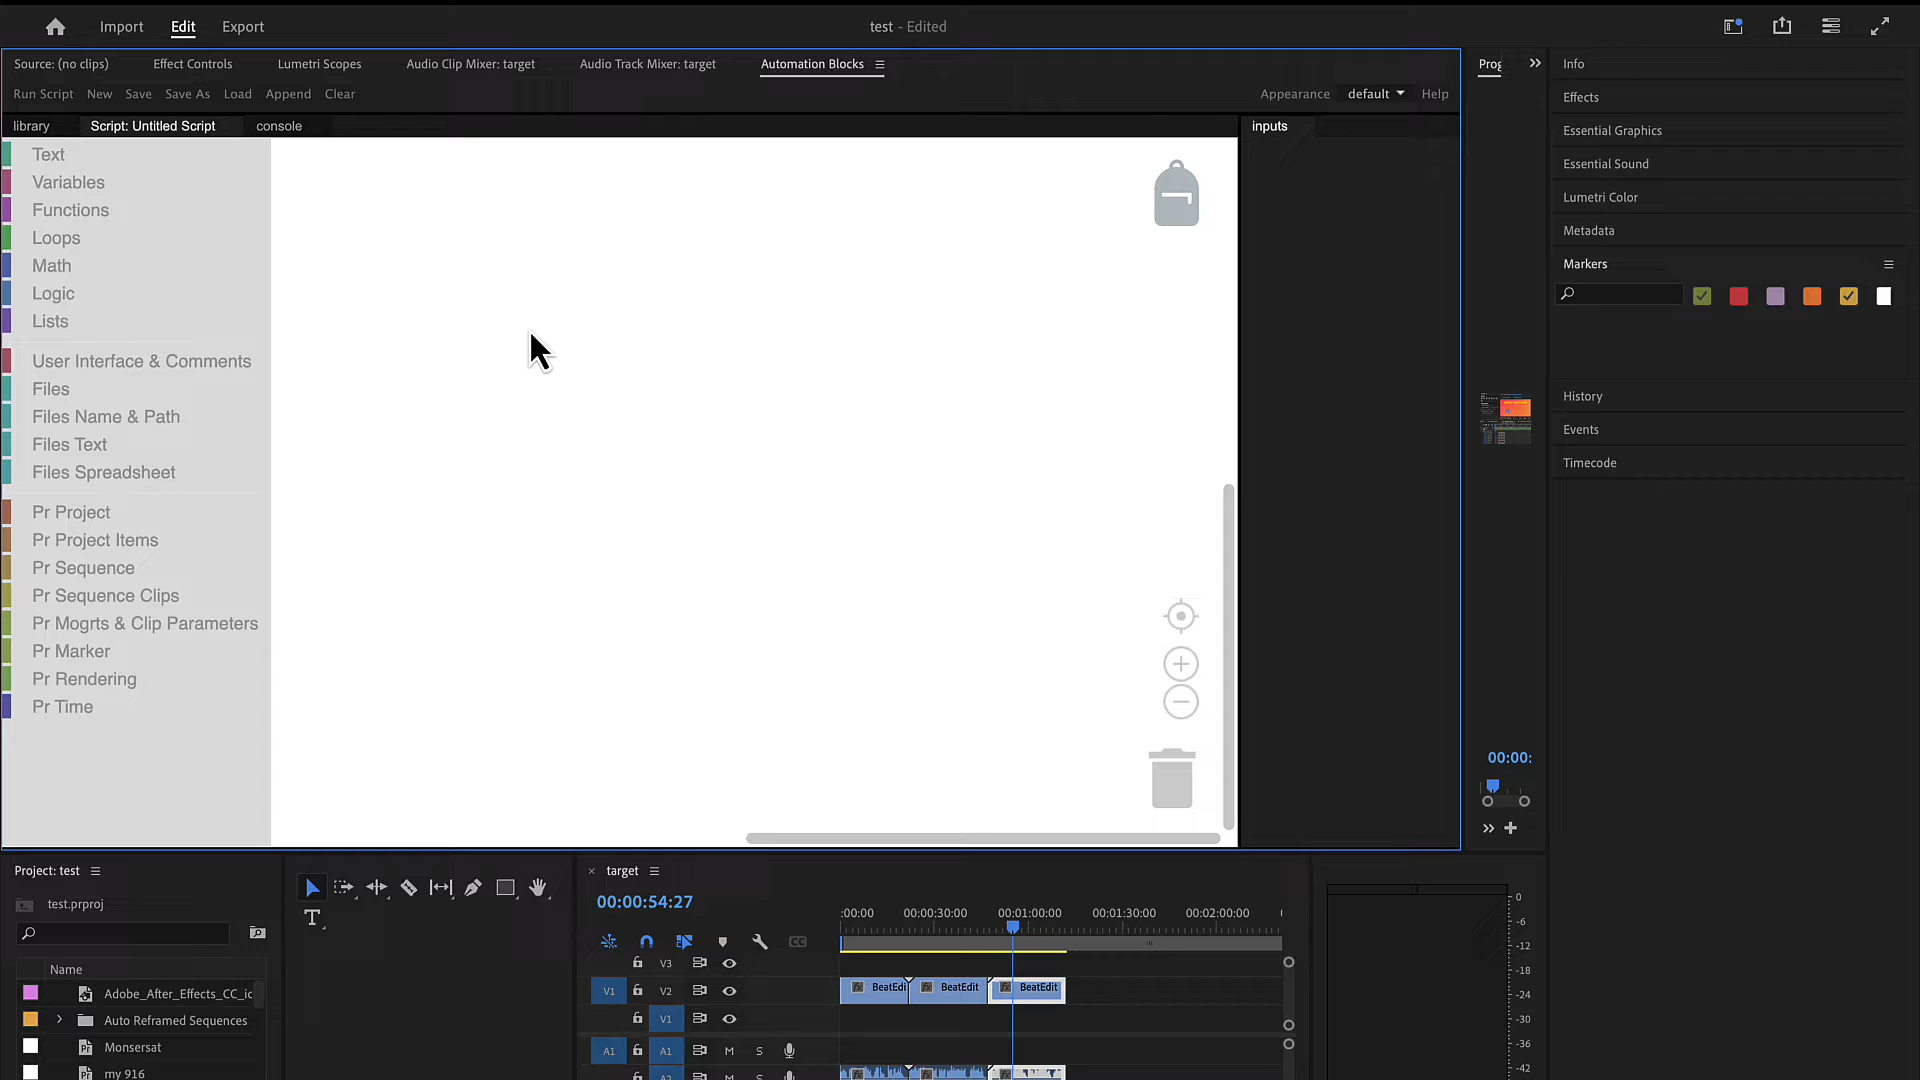 Import Edit Export test - Edited
Source: (no clips) Effect Controls Lumetri Scopes Audio Clip Mixer: target Audio Track Mixer: target Automation Blocks
Run Script New Save Save As Load Append Clear Appearance default Help
library Script: Untitled Script console inputs
Text
Variables
Functions
Loops
Math
Logic
Lists
User Interface & Comments
Files
Files Name & Path
Files Text
Files Spreadsheet
Pr Project
Pr Project Items
Pr Sequence
Pr Sequence Clips
Pr Mogrts & Clip Parameters
Pr Marker
Pr Rendering
Pr Time
Prog
00:00:
Info
Effects
Essential Graphics
Essential Sound
Lumetri Color
Metadata
Markers
History
Events
Timecode
Project: test
test.prproj
Name
Adobe_After_Effects_CC_ic
Auto Reframed Sequences
Monsersat
my 916
target
00:00:54:27
:00:00 00:00:30:00 00:01:00:00 00:01:30:00 00:02:00:00
V3
V1 V2 fx BeatEdi fx BeatEdit fx BeatEdit
V1
A1 A1 M S
A2 M S
0
-6
-12
-18
-24
-30
-36
-42